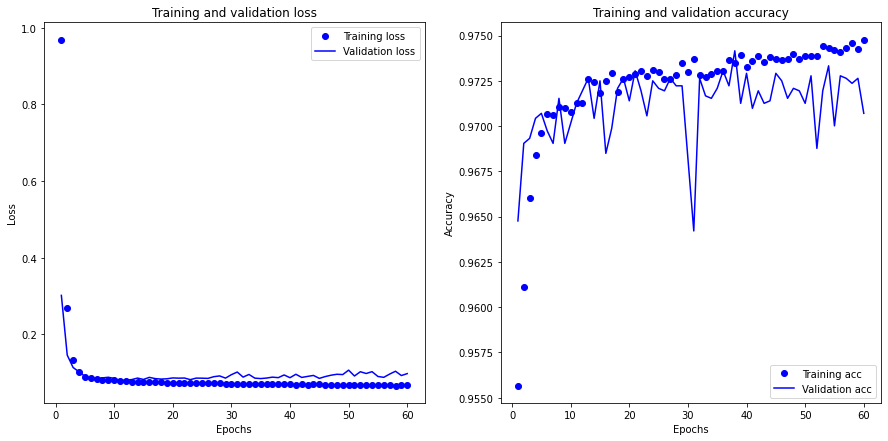 Training and validation loss
Training loss
Validation loss
1.0
0.8
0.6
0.4
0.2
Loss
0
10
20
30
40
50
60
Epochs
Training and validation accuracy
0.9750
0.9725
0.9700
0.9675
0.9650
0.9625
0.9600
0.9575
0.9550
Accuracy
Training acc
Validation acc
0
10
20
30
40
50
60
Epochs